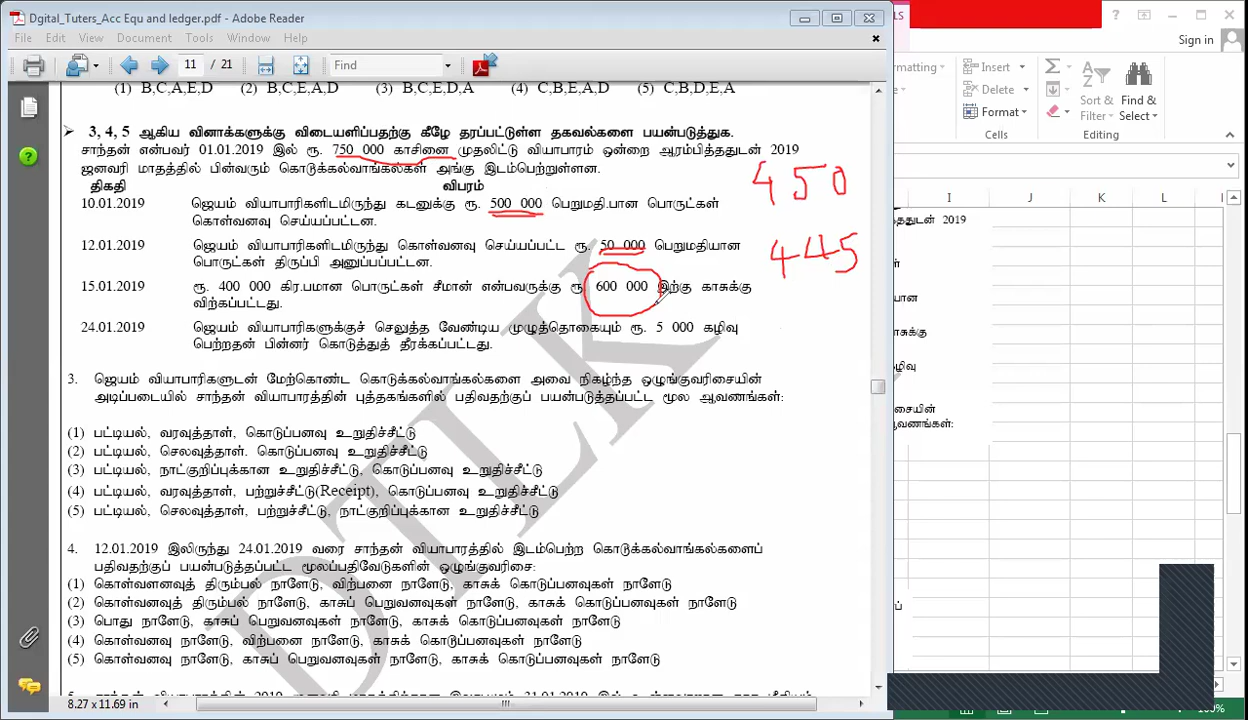 Dgital_Tuters_Acc Equ and ledger.pdf - Adobe Reader
File Edit View Document Tools Window Help
11 / 21 Find
(1) B,C,A,E,D (2) B,C,E,A,D (3) B,C,E,D,A (4) C,B,E,A,D (5) C,B,D,E,A
3, 4, 5 ஆகிய வினாக்களுக்கு விடையளிப்பதற்கு கீழே தரப்பட்டுள்ள தகவல்களை பயன்படுத்துக.
சாந்தன் என்பவர் 01.01.2019 இல் ரூ. 750 000 காசினை முதலிட்டு வியாபாரம் ஒன்றை ஆரம்பித்ததுடன் 2019
ஜனவரி மாதத்தில் பின்வரும் கொடுக்கல்வாங்கல்கள் அங்கு இடம்பெற்றுள்ளன.
திகதி விபரம்
10.01.2019 ஜெயம் வியாபாரிகளிடமிருந்து கடனுக்கு ரூ. 500 000 பெறுமதி.பான பொருட்கள்
கொள்வனவு செய்யப்பட்டன.
12.01.2019 ஜெயம் வியாபாரிகளிடமிருந்து கொள்வனவு செய்யப்பட்ட ரூ. 50 000 பெறுமதியான
பொருட்கள் திருப்பி அனுப்பப்பட்டன.
15.01.2019 ரூ. 400 000 கிர.பமான பொருட்கள் சீமான் என்பவருக்கு ரூ 600 000 இற்கு காசுக்கு
விற்கப்பட்டது.
24.01.2019 ஜெயம் வியாபாரிகளுக்குச் செலுத்த வேண்டிய முழுத்தொகையும் ரூ. 5 000 கழிவு
பெற்றதன் பின்னர் கொடுத்துத் தீர்க்கப்பட்டது.
450
445
3. ஜெயம் வியாபாரிகளுடன் மேற்கொண்ட கொடுக்கல்வாங்கல்களை அவை நிகழ்ந்த ஒழுங்குவரிசையின்
அடிப்படையில் சாந்தன் வியாபாரத்தின் புத்தகங்களில் பதிவதற்குப் பயன்படுத்தப்பட்ட மூல ஆவணங்கள்:
(1) பட்டியல், வரவுத்தாள், கொடுப்பனவு உறுதிச்சீட்டு
(2) பட்டியல், செலவுத்தாள். கொடுப்பனவு உறுதிச்சீட்டு
(3) பட்டியல், நாட்குறிப்புக்கான உறுதிச்சீட்டு, கொடுப்பனவு உறுதிச்சீட்டு
(4) பட்டியல், வரவுத்தாள், பற்றுச்சீட்டு(Receipt), கொடுப்பனவு உறுதிச்சீட்டு
(5) பட்டியல், செலவுத்தாள், பற்றுச்சீட்டு, நாட்குறிப்புக்கான உறுதிச்சீட்டு
4. 12.01.2019 இலிருந்து 24.01.2019 வரை சாந்தன் வியாபாரத்தில் இடம்பெற்ற கொடுக்கல்வாங்கல்களைப்
பதிவதற்குப் பயன்படுத்தப்பட்ட மூலப்பதிவேடுகளின் ஒழுங்குவரிசை:
(1) கொள்வனவுத் திரும்பல் நாளேடு, விற்பனை நாளேடு, காசுக் கொடுப்பனவுகள் நாளேடு
(2) கொள்வனவுத் திரும்பல் நாளேடு, காசுப் பெறுவனவுகள் நாளேடு, காசுக் கொடுப்பனவுகள் நாளேடு
(3) பொது நாளேடு, காசுப் பெறுவனவுகள் நாளேடு, காசுக் கொடுப்பனவுகள் நாளேடு
(4) கொள்வனவு நாளேடு, விற்பனை நாளேடு, காசுக் கொடுப்பனவுகள் நாளேடு
(5) கொள்வனவு நாளேடு, காசுப் பெறுவனவுகள் நாளேடு, காசுக் கொடுப்பனவுகள் நாளேடு
DTLK
8.27 x 11.69 in
LS
Sign in
matting Insert
Delete
Format
Sort & Filter Find & Select
Cells Editing
I J K L
த்ததுடன் 2019
ள்
பான
காசுக்கு
ழிவு
சையின்
ஆவணங்கள்:
100%